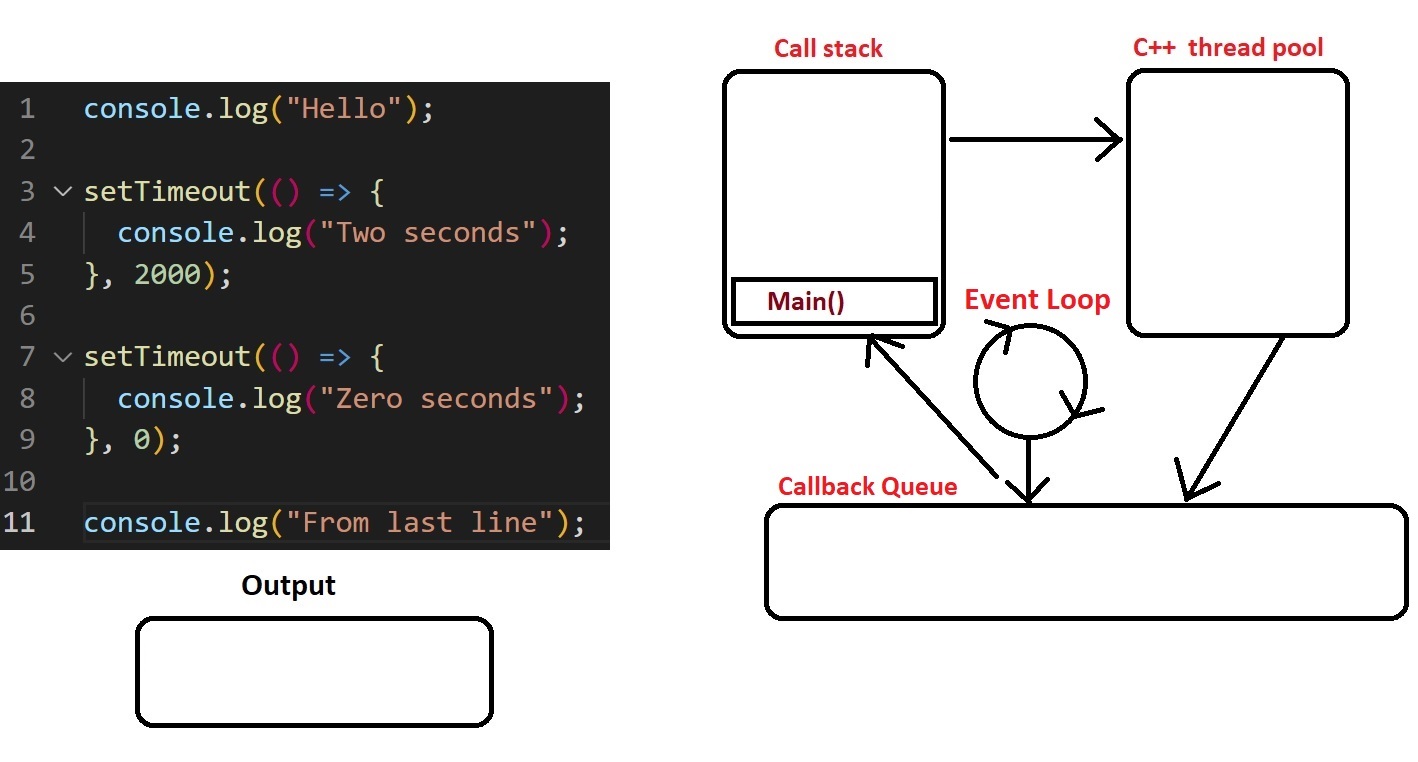 Call stack
C++ thread pool
1 console.log("Hello");
2
3 setTimeout(() => {
4 console.log("Two seconds");
5 }, 2000);
6
7 setTimeout(() => {
8 console.log("Zero seconds");
9 }, 0);
10
11 console.log("From last line");
Output
Main()
Event Loop
Callback Queue